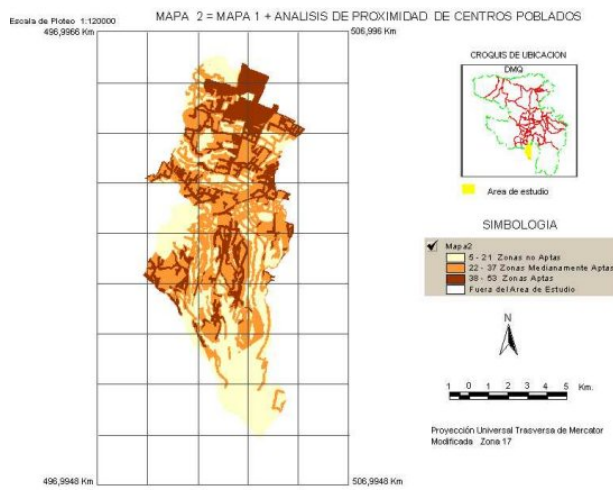 MAPA 2 = MAPA 1 + ANALISIS DE PROXIMIDAD DE CENTROS POBLADOS
Escala de Ploteo 1:120000
496,9966 Km
506,996 Km
CROQUIS DE UBICACION
DMQ
Area de estudio
SIMBOLOGIA
Mapa2
5 - 21 Zonas no Aptas
22 - 37 Zonas Medianamente Aptas
38 - 53 Zonas Aptas
Fuera del Area de Estudio
N
1 0 1 2 3 4 5 Km.
Proyección Universal Trasversa de Mercator
Modificada Zona 17
496,9948 Km
506,9948 Km